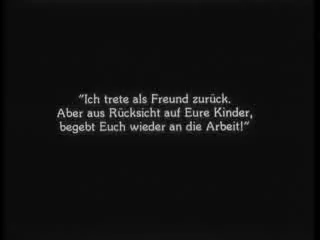 "Ich trete als Freund zurück.
Aber aus Rücksicht auf Eure Kinder,
begebt Euch wieder an die Arbeit!"